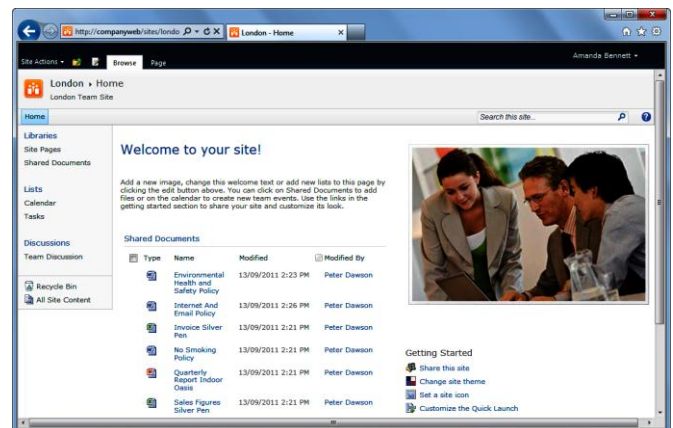 http://companyweb/sites/londo
London - Home
Site Actions
Browse
Page
Amanda Bennett
London ▸ Home
London Team Site
Home
Search this site...
Libraries
Site Pages
Shared Documents
Lists
Calendar
Tasks
Discussions
Team Discussion
Recycle Bin
All Site Content
Welcome to your site!
Add a new image, change this welcome text or add new lists to this page by
clicking the edit button above. You can click on Shared Documents to add
files or on the calendar to create new team events. Use the links in the
getting started section to share your site and customize its look.
Shared Documents
Type Name Modified Modified By
Environmental 13/09/2011 2:23 PM Peter Dawson
Health and
Safety Policy
Internet And 13/09/2011 2:26 PM Peter Dawson
Email Policy
Invoice Silver 13/09/2011 2:21 PM Peter Dawson
Pen
No Smoking 13/09/2011 2:21 PM Peter Dawson
Policy
Quarterly 13/09/2011 2:21 PM Peter Dawson
Report Indoor
Oasis
Sales Figures 13/09/2011 2:21 PM Peter Dawson
Silver Pen
Getting Started
Share this site
Change site theme
Set a site icon
Customize the Quick Launch